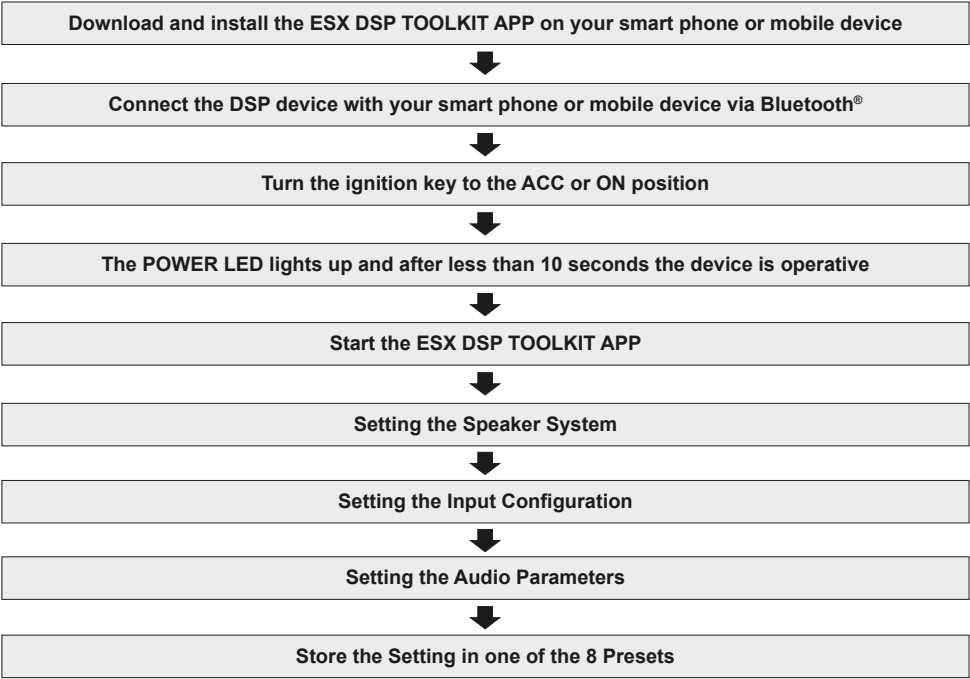 Download and install the ESX DSP TOOLKIT APP on your smart phone or mobile device
Connect the DSP device with your smart phone or mobile device via Bluetooth®
Turn the ignition key to the ACC or ON position
The POWER LED lights up and after less than 10 seconds the device is operative
Start the ESX DSP TOOLKIT APP
Setting the Speaker System
Setting the Input Configuration
Setting the Audio Parameters
Store the Setting in one of the 8 Presets